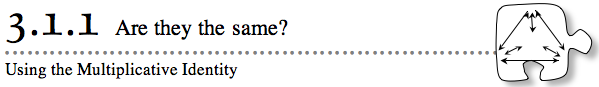 3.1.1 Are they the same?
Using the Multiplicative Identity